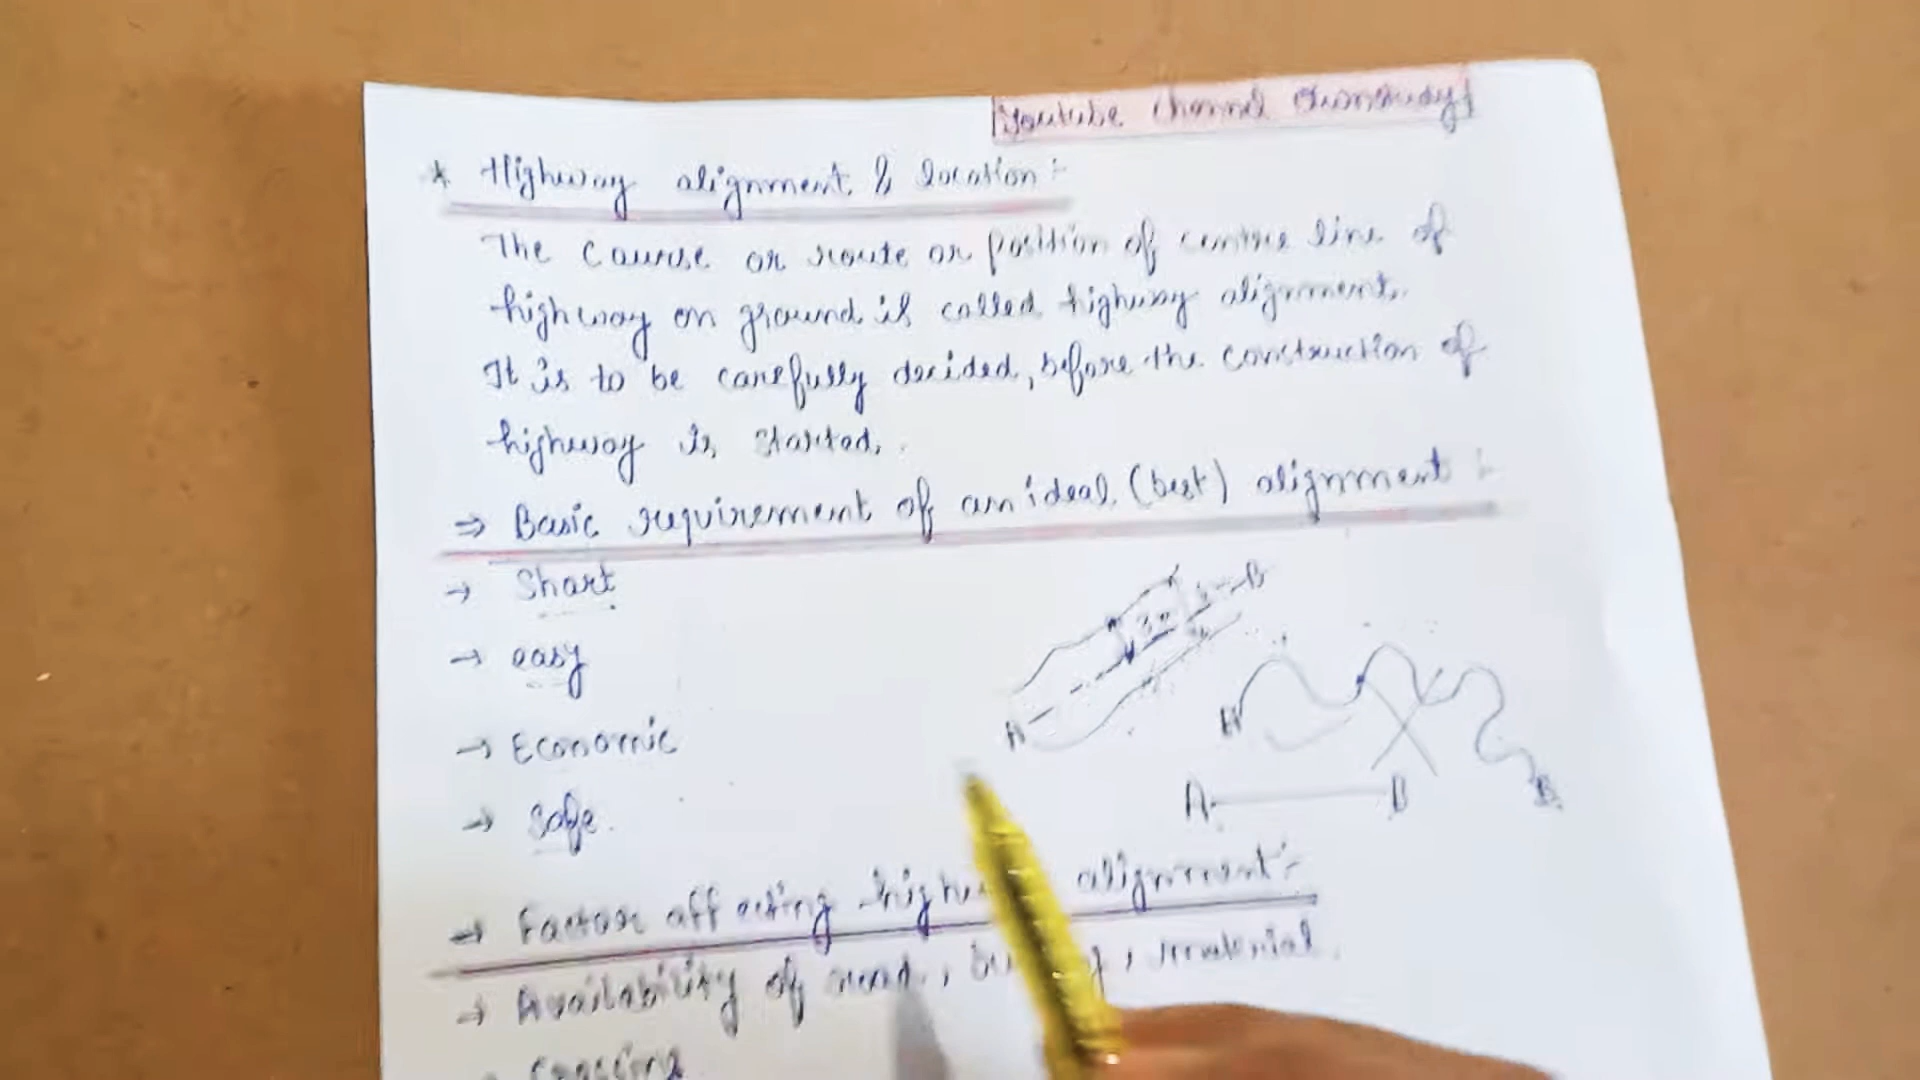 Youtube Channel
* Highway alignment & location :-
The course or route or position of centre line of
highway on ground is called highway alignment.
It is to be carefully decided, before the construction of
highway is started.
⇒ Basic requirement of an ideal (best) alignment :-
→ Short
→ easy
→ Economic
→ Safe.
A
B
A
B
A
B
→ Factor affecting alignment :-
→ Availability of , material.
Crossing